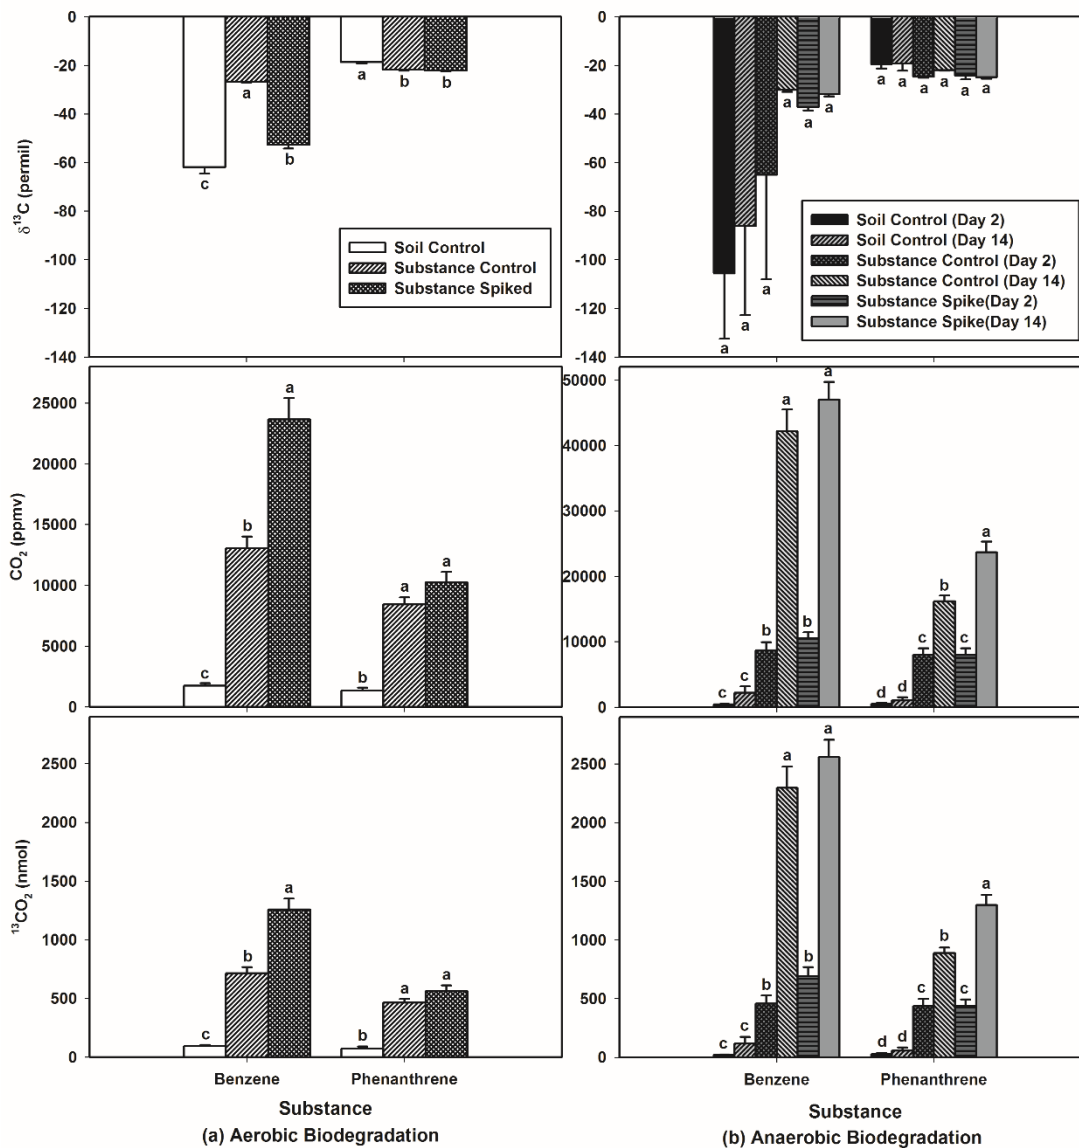 0
-20
-40
-60
-80
-100
-120
-140
δ13C (permil)
c
a
b
a
b
b
Soil Control
Substance Control
Substance Spiked
0
-20
-40
-60
-80
-100
-120
-140
a
a
a
a
a
a
a
a
a
a
a
a
Soil Control (Day 2)
Soil Control (Day 14)
Substance Control (Day 2)
Substance Control (Day 14)
Substance Spike(Day 2)
Substance Spike(Day 14)
25000
20000
15000
10000
5000
0
CO2 (ppmv)
c
b
a
b
a
a
50000
40000
30000
20000
10000
0
c
c
b
a
b
a
d
d
c
b
c
a
2500
2000
1500
1000
500
0
13CO2 (nmol)
c
b
a
b
a
a
Benzene
Phenanthrene
Substance
(a) Aerobic Biodegradation
2500
2000
1500
1000
500
0
c
c
b
a
b
a
d
d
c
b
c
a
Benzene
Phenanthrene
Substance
(b) Anaerobic Biodegradation